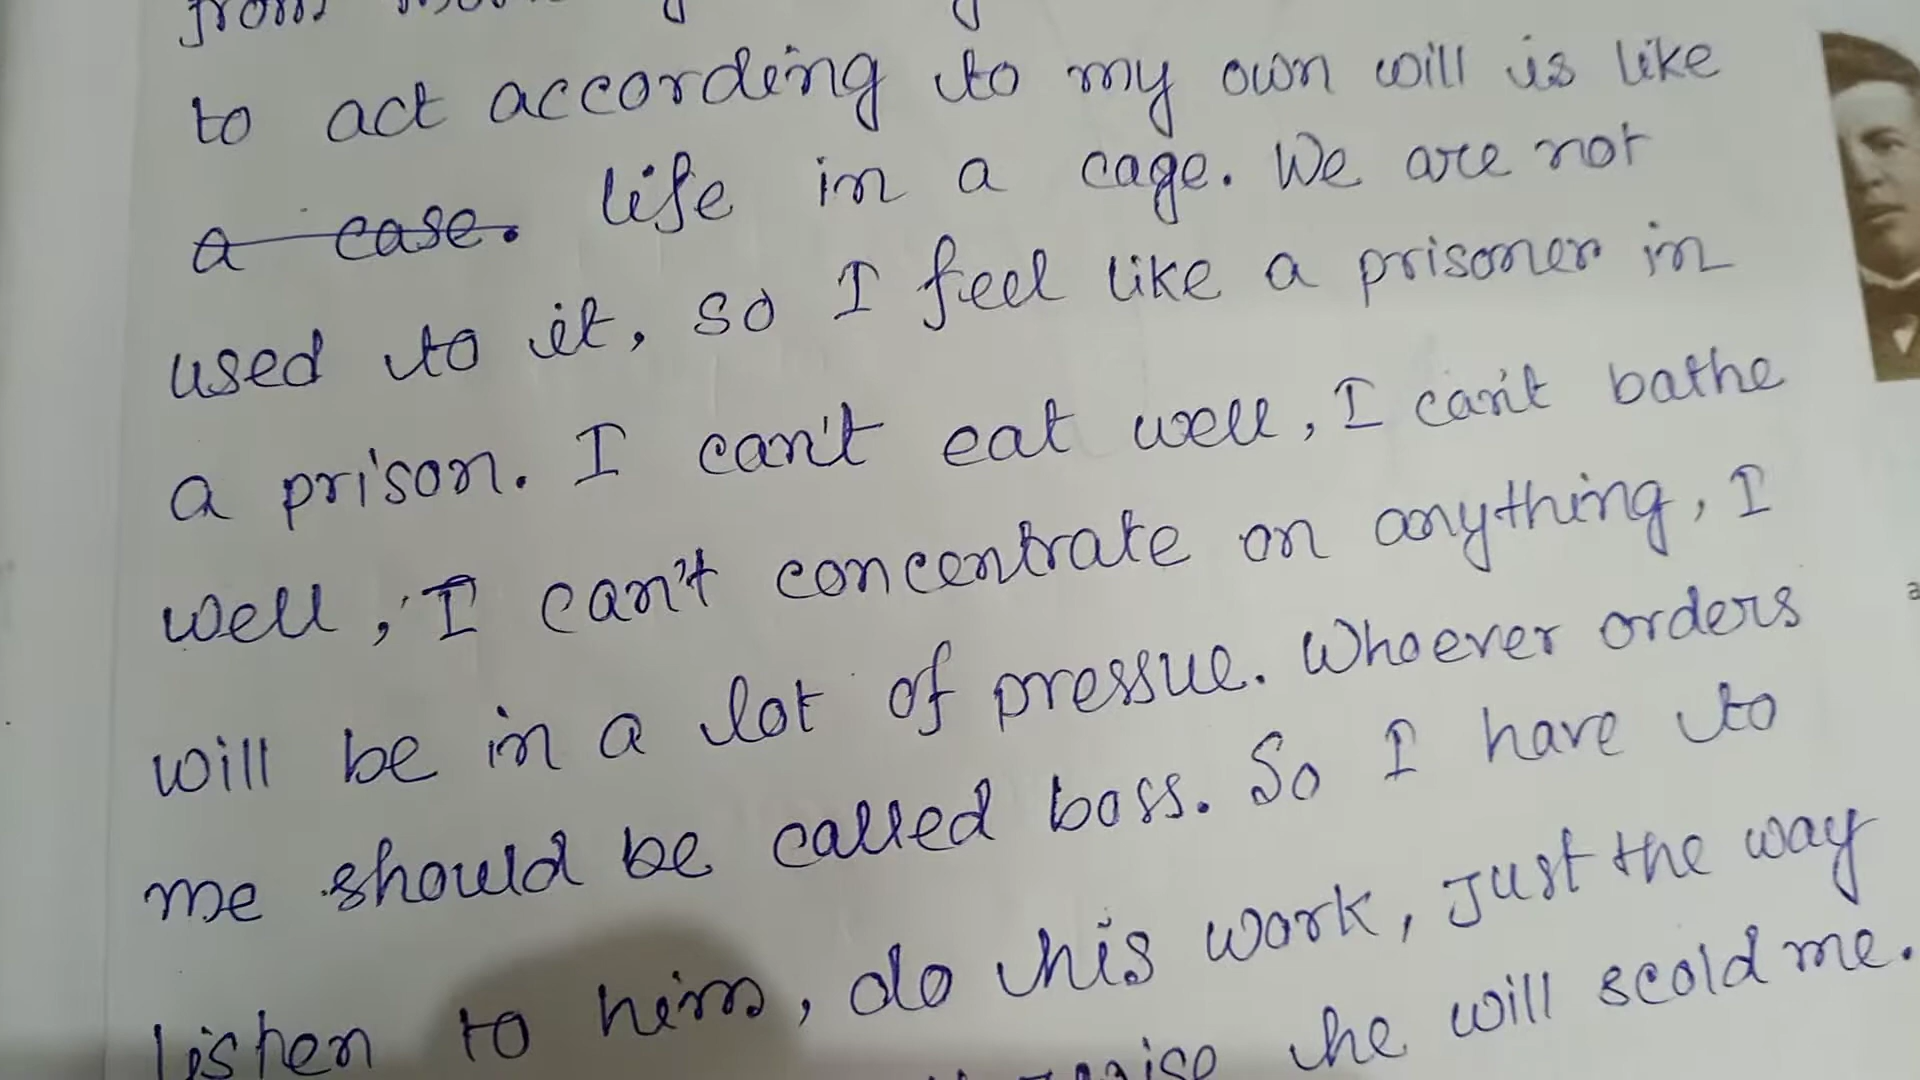 from
to act according to my own will is like
a case. life in a cage. We are not
used to it, so I feel like a prisoner in
a prison. I can't eat well, I can't bathe
well, I can't concentrate on anything, I
will be in a lot of pressue. Whoever orders
me should be called boss. So I have to
listen to him, do his work, just the way
he will scold me.